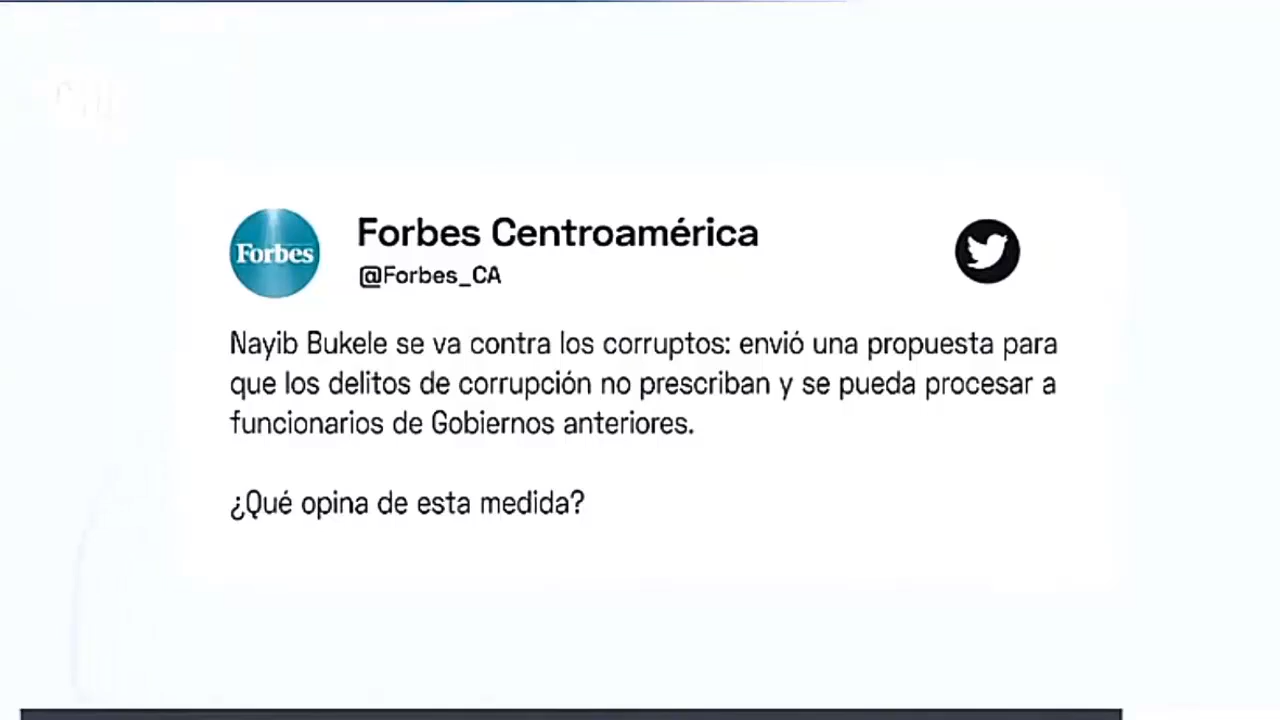 Forbes
Forbes Centroamérica
@Forbes_CA
Nayib Bukele se va contra los corruptos: envió una propuesta para
que los delitos de corrupción no prescriban y se pueda procesar a
funcionarios de Gobiernos anteriores.
¿Qué opina de esta medida?